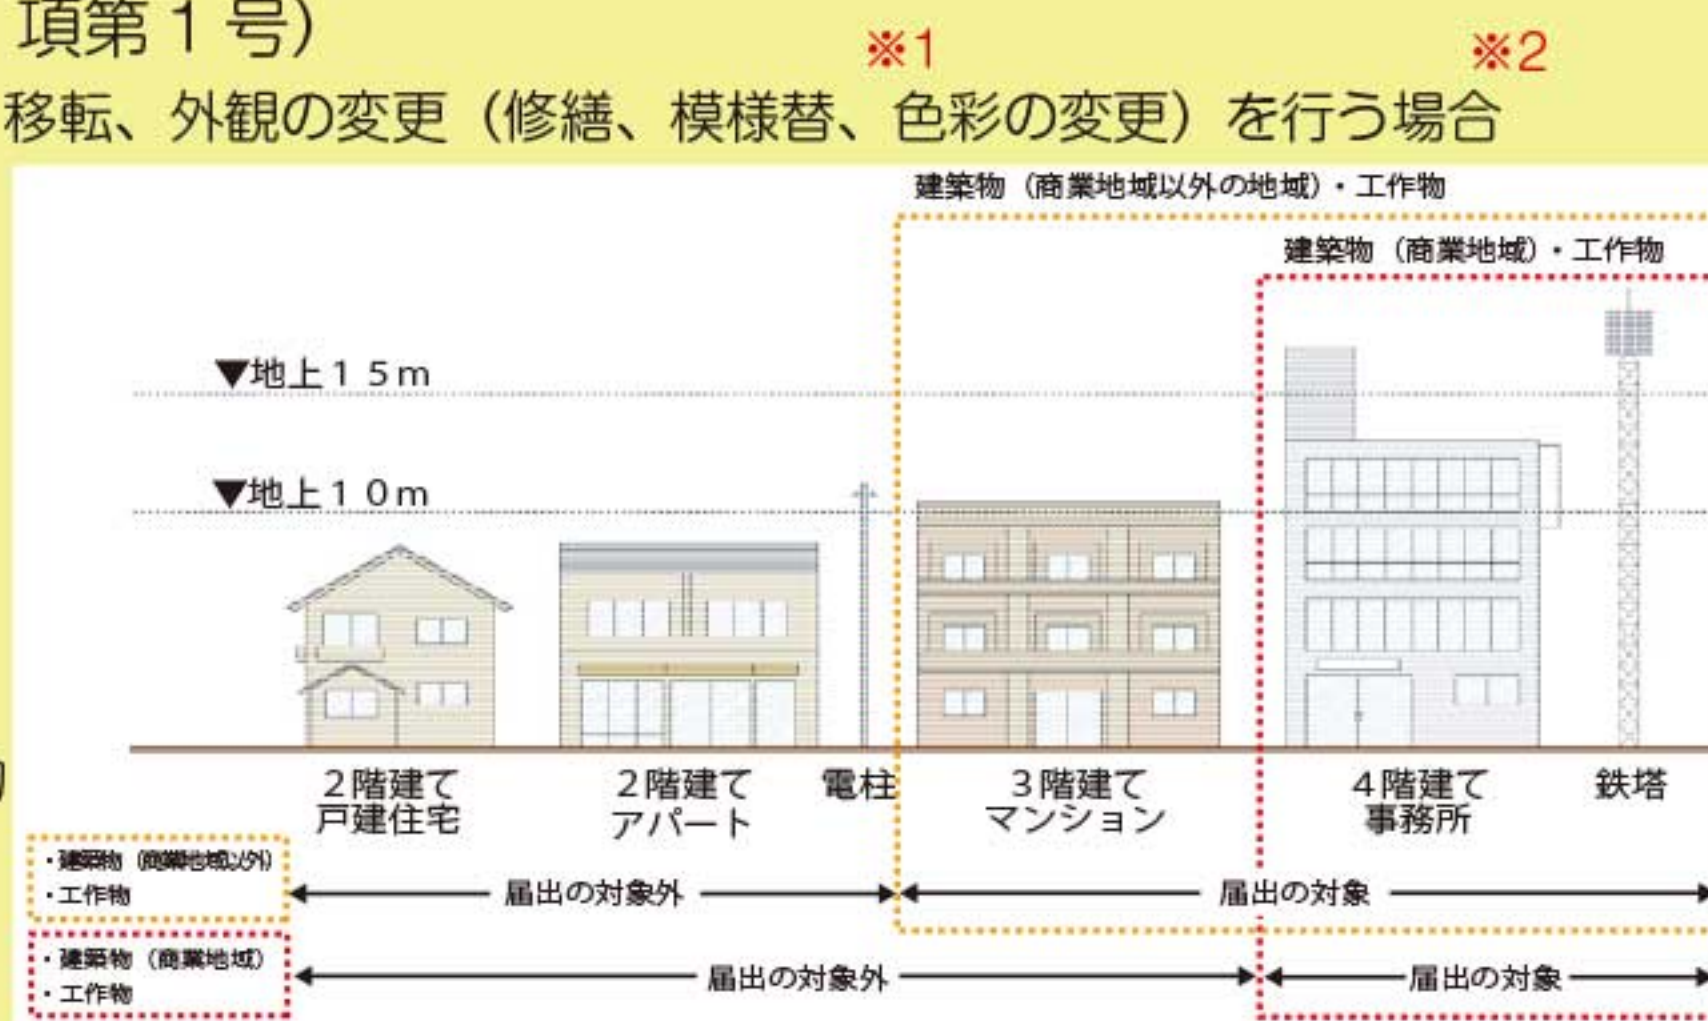 項第１号）
※1 ※2
移転、外観の変更（修繕、模様替、色彩の変更）を行う場合
建築物（商業地域以外の地域）・工作物
建築物（商業地域）・工作物
▼地上１５ｍ
▼地上１０ｍ
２階建て
戸建住宅
２階建て
アパート
電柱
３階建て
マンション
４階建て
事務所
鉄塔
・建築物（商業地域以外）
・工作物
届出の対象外
届出の対象
・建築物（商業地域）
・工作物
届出の対象外
届出の対象